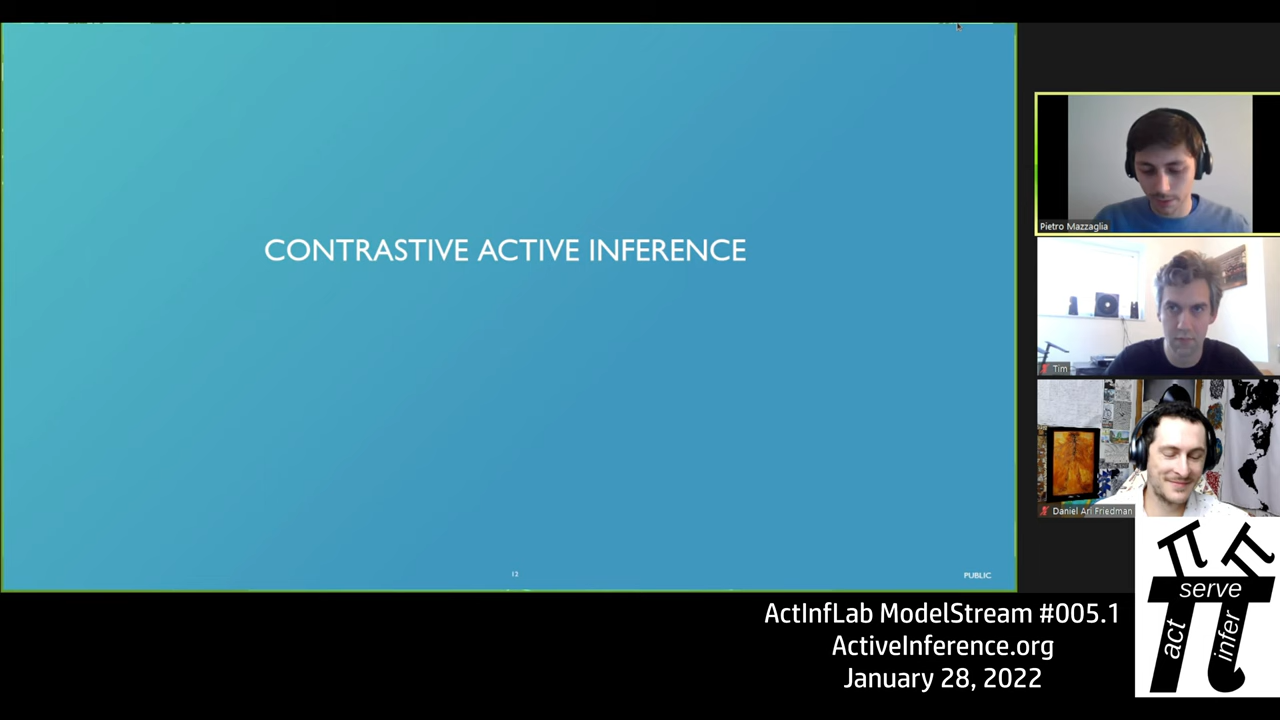 CONTRASTIVE ACTIVE INFERENCE
12
PUBLIC
Pietro Mazzaglia
Tim
Daniel Ari Friedman
act
serve
infer
ActInfLab ModelStream #005.1
ActiveInference.org
January 28, 2022